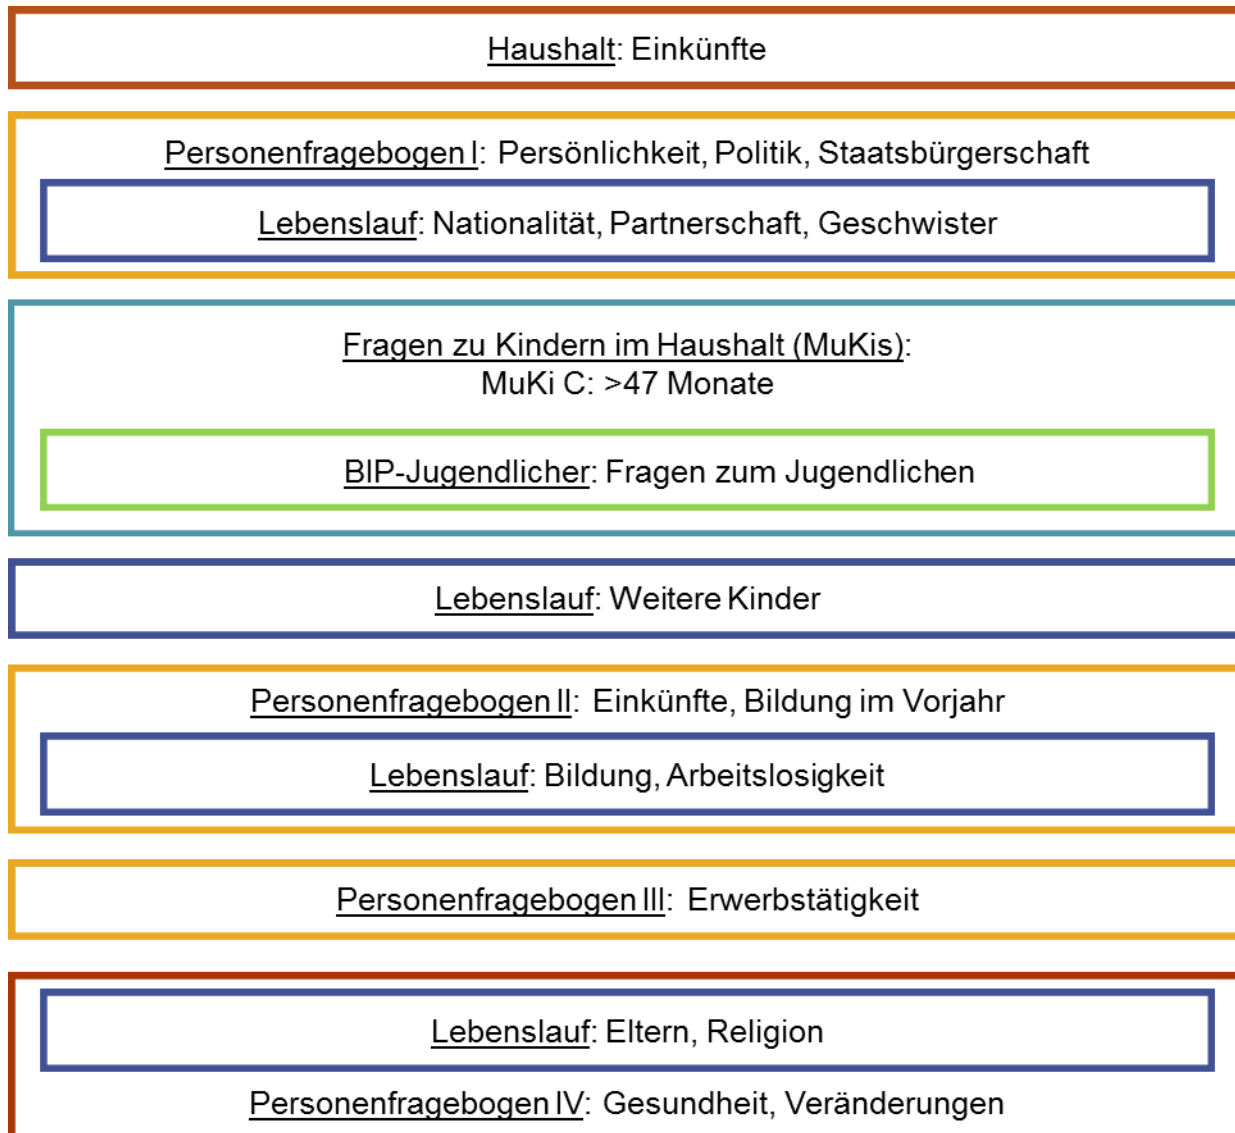 Haushalt: Einkünfte
Personenfragebogen I: Persönlichkeit, Politik, Staatsbürgerschaft
Lebenslauf: Nationalität, Partnerschaft, Geschwister
Fragen zu Kindern im Haushalt (MuKis):
MuKi C: >47 Monate
BIP-Jugendlicher: Fragen zum Jugendlichen
Lebenslauf: Weitere Kinder
Personenfragebogen II: Einkünfte, Bildung im Vorjahr
Lebenslauf: Bildung, Arbeitslosigkeit
Personenfragebogen III: Erwerbstätigkeit
Lebenslauf: Eltern, Religion
Personenfragebogen IV: Gesundheit, Veränderungen